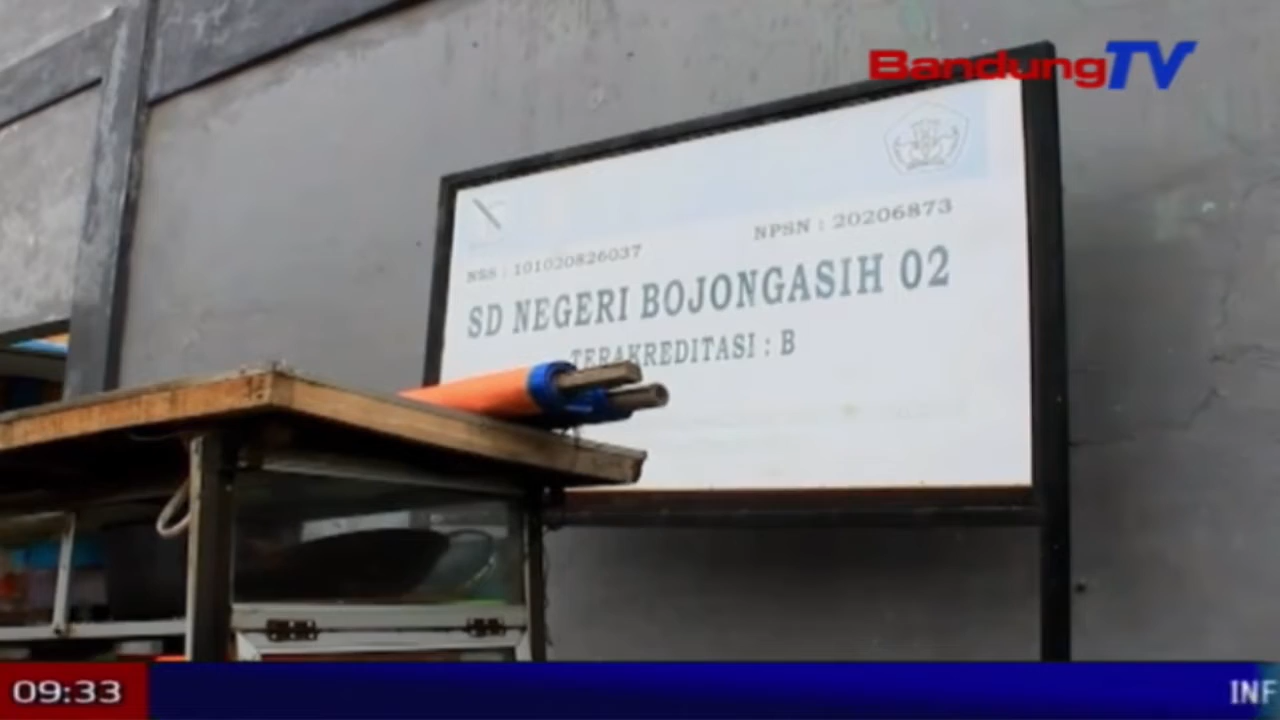 BandungTV
NPSN : 20206873
NSS : 101020826037
SD NEGERI BOJONGASIH 02
TERAKREDITASI : B
09:33
INF